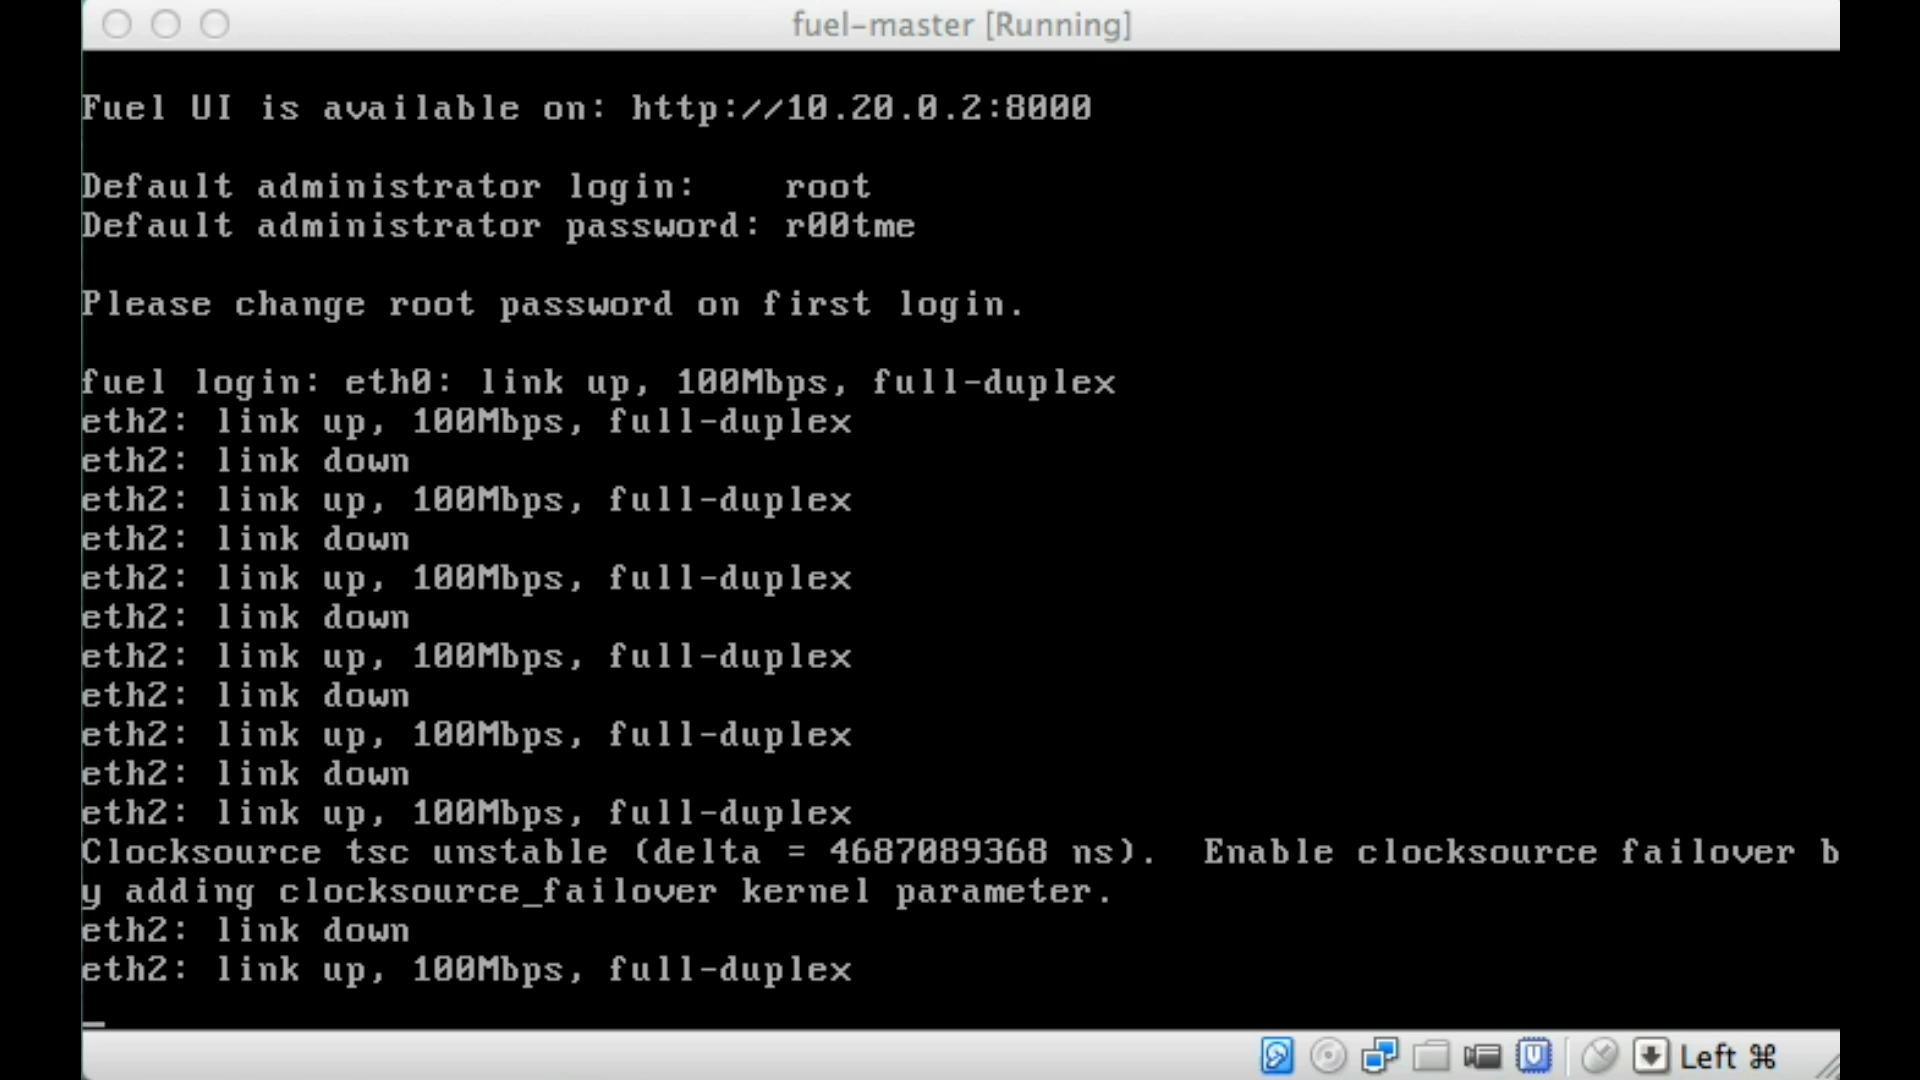 fuel-master [Running]
Fuel UI is available on: http://10.20.0.2:8000
Default administrator login:    root
Default administrator password: r00tme
Please change root password on first login.
fuel login: eth0: link up, 100Mbps, full-duplex
eth2: link up, 100Mbps, full-duplex
eth2: link down
eth2: link up, 100Mbps, full-duplex
eth2: link down
eth2: link up, 100Mbps, full-duplex
eth2: link down
eth2: link up, 100Mbps, full-duplex
eth2: link down
eth2: link up, 100Mbps, full-duplex
eth2: link down
eth2: link up, 100Mbps, full-duplex
Clocksource tsc unstable (delta = 4687089368 ns).  Enable clocksource failover b
y adding clocksource_failover kernel parameter.
eth2: link down
eth2: link up, 100Mbps, full-duplex
_
Left ⌘